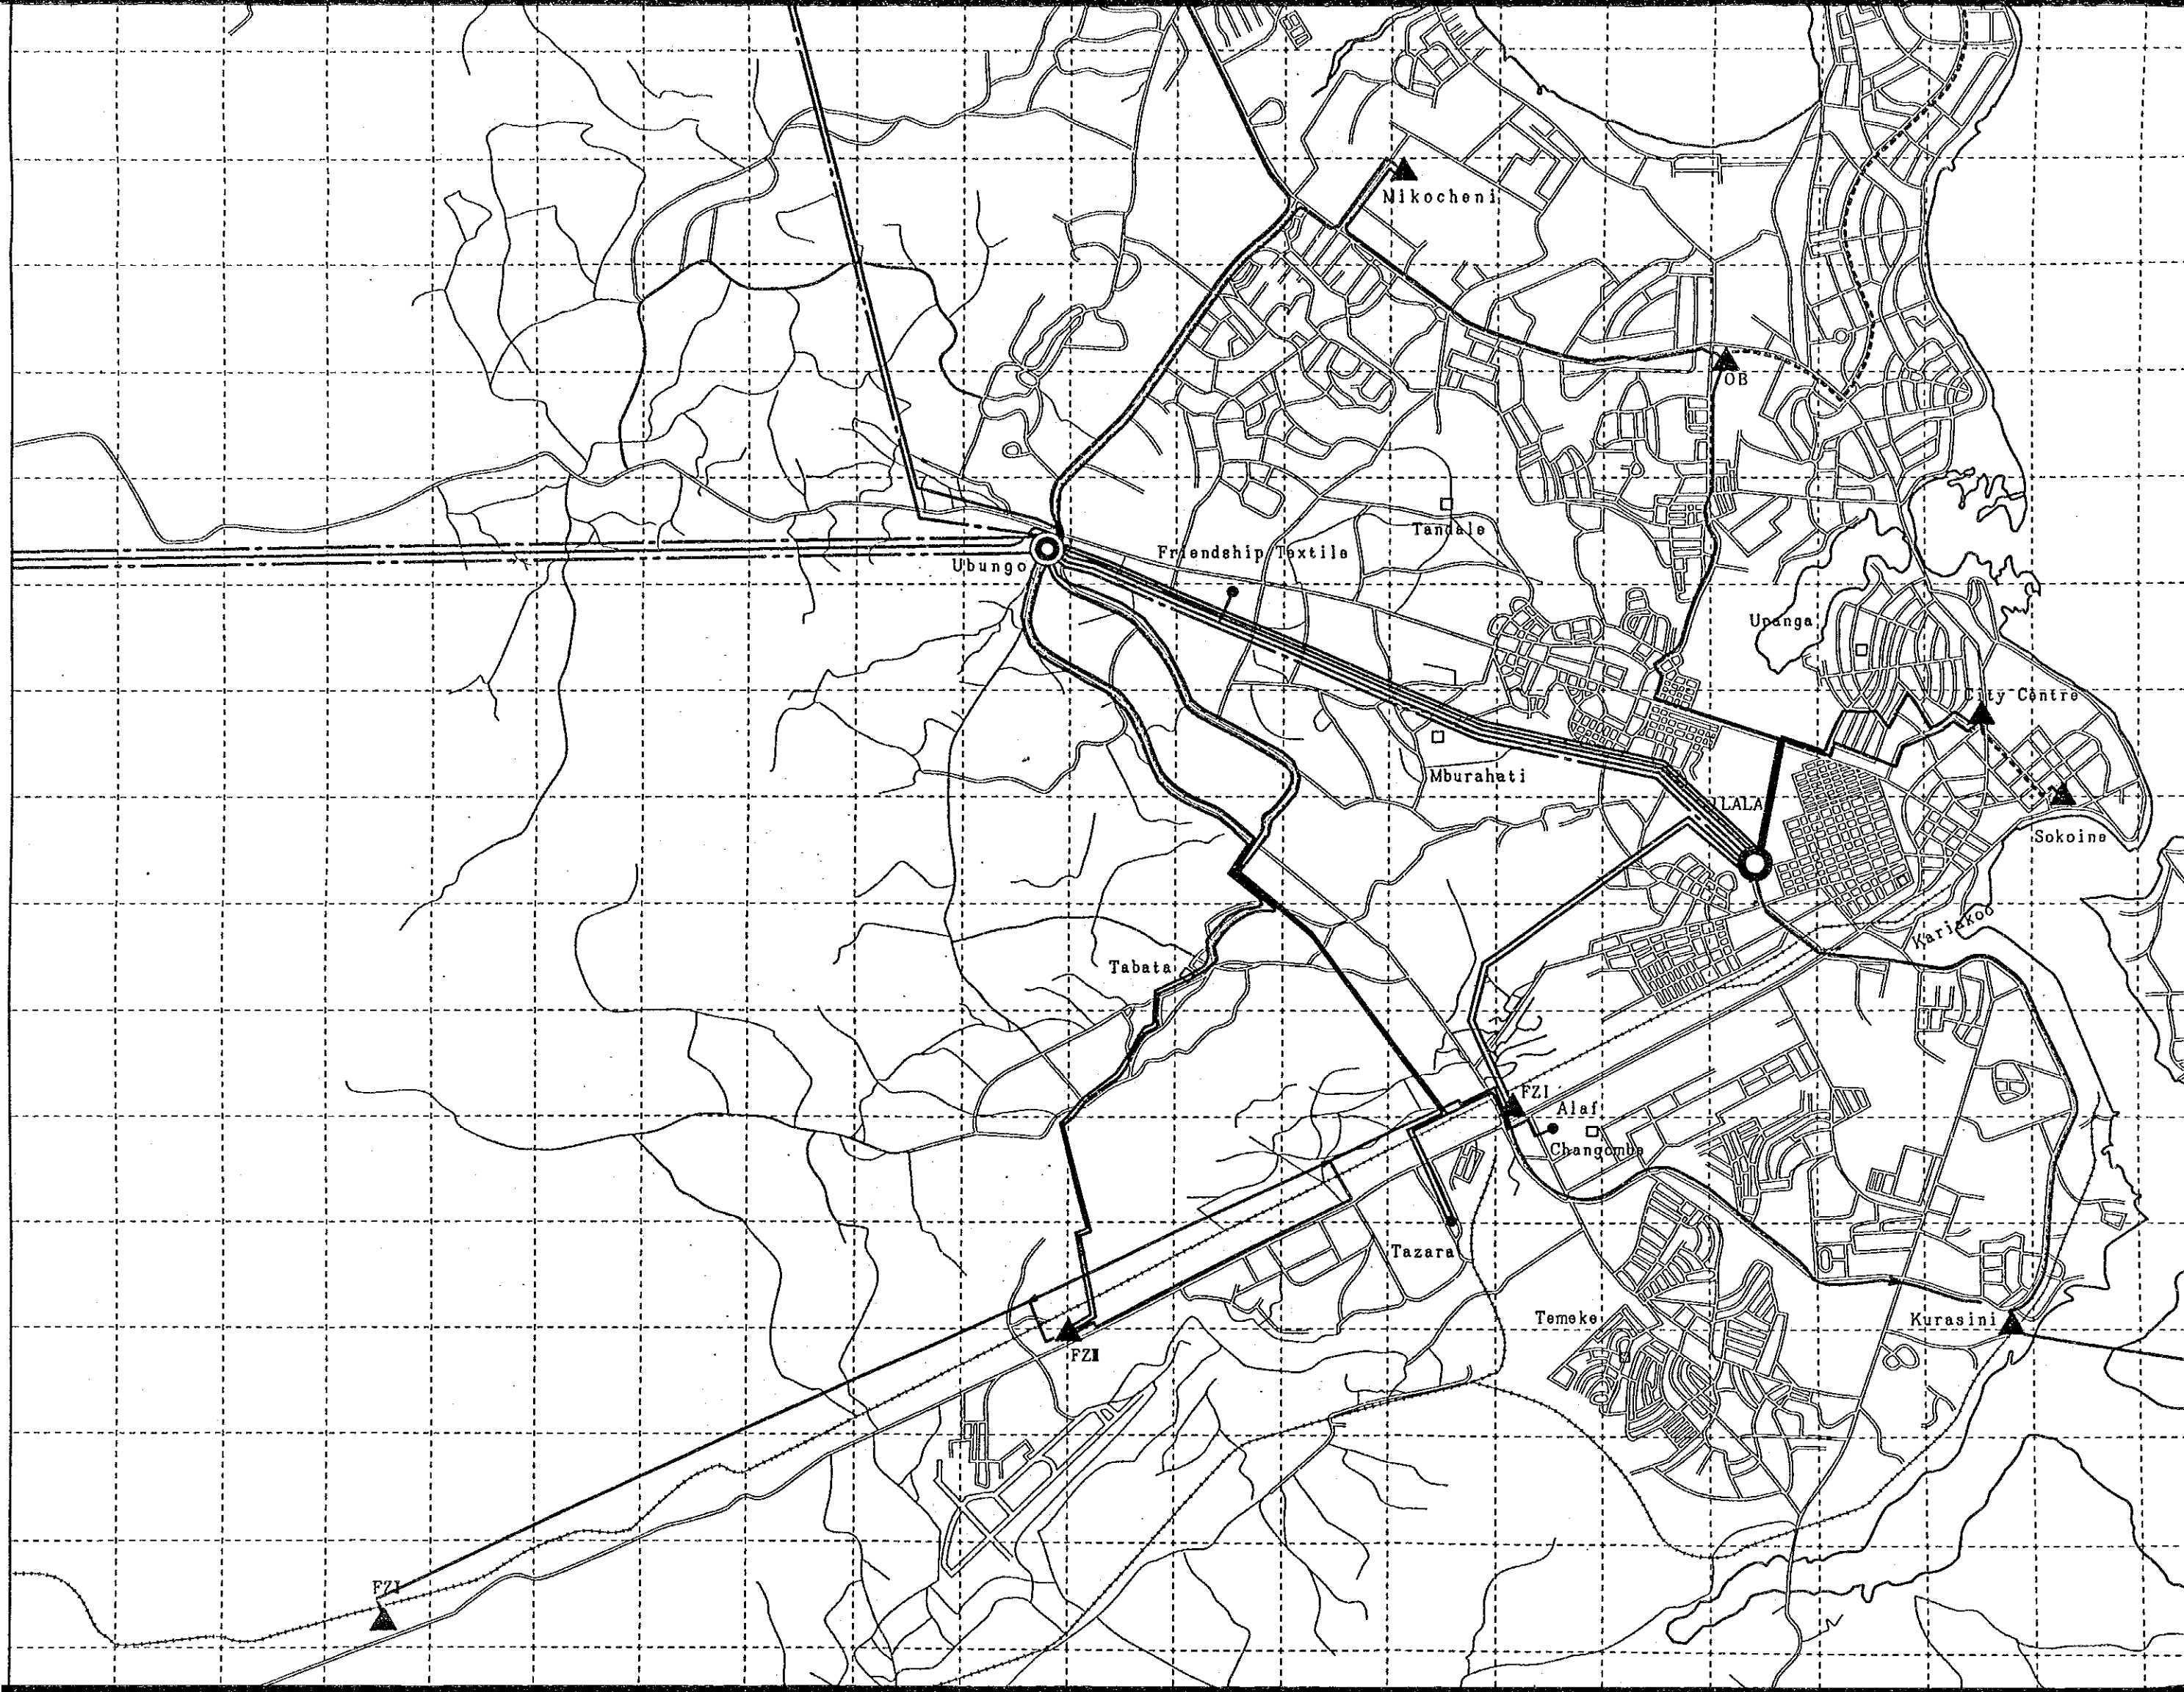 Mikocheni
OB
Tandale
Friendship Textile
Ubungo
Upanga
City Centre
Mburahati
ILALA
Sokoine
Kariakoo
Tabata
FZI
Alaf
Changombe
Tazara
Temeke
Kurasini
FZII
FZI